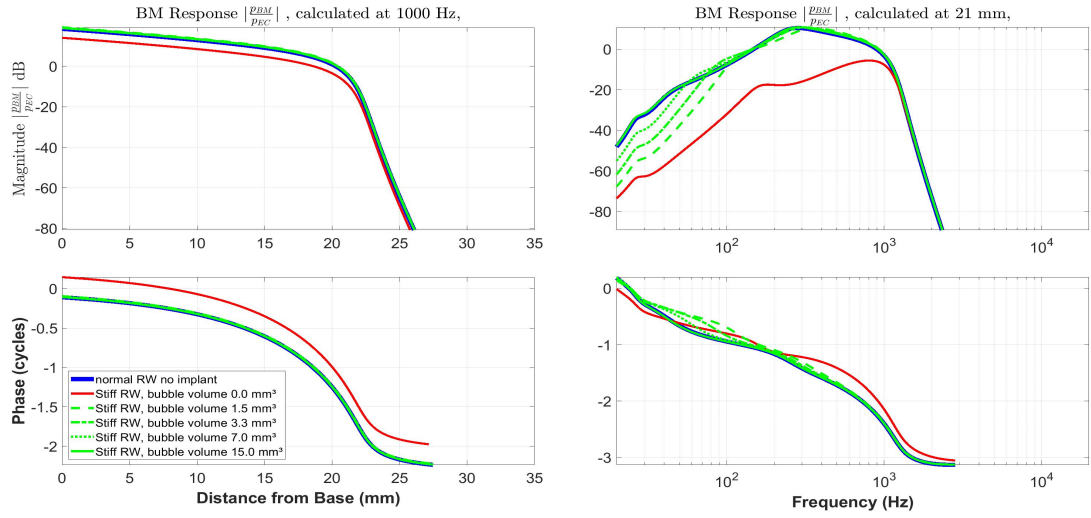 BM Response |p_BM/p_EC| , calculated at 1000 Hz,
Magnitude |p_BM/p_EC| dB
0
-20
-40
-60
-80
0 5 10 15 20 25 30 35
BM Response |p_BM/p_EC| , calculated at 21 mm,
0
-20
-40
-60
-80
10² 10³ 10⁴
Phase (cycles)
0
-0.5
-1
-1.5
-2
normal RW no implant
Stiff RW, bubble volume 0.0 mm³
Stiff RW, bubble volume 1.5 mm³
Stiff RW, bubble volume 3.3 mm³
Stiff RW, bubble volume 7.0 mm³
Stiff RW, bubble volume 15.0 mm³
0 5 10 15 20 25 30 35
Distance from Base (mm)
0
-1
-2
-3
10² 10³ 10⁴
Frequency (Hz)